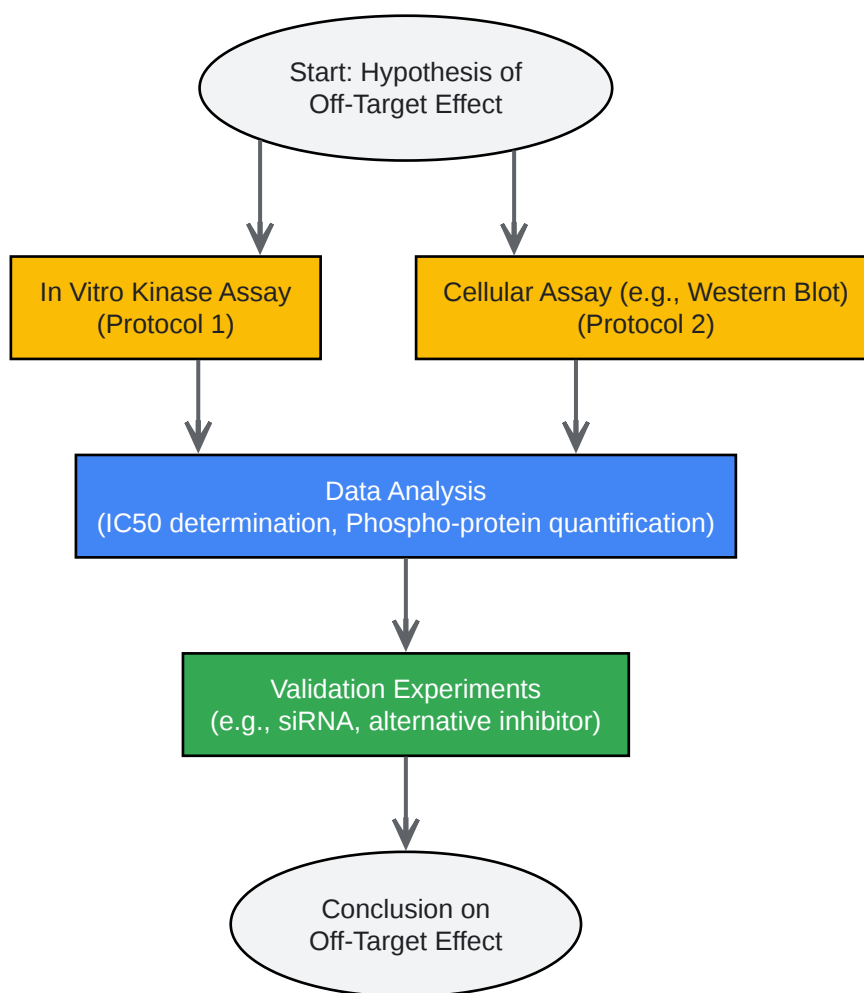 Start: Hypothesis of
Off-Target Effect
In Vitro Kinase Assay
(Protocol 1)
Cellular Assay (e.g., Western Blot)
(Protocol 2)
Data Analysis
(IC50 determination, Phospho-protein quantification)
Validation Experiments
(e.g., siRNA, alternative inhibitor)
Conclusion on
Off-Target Effect